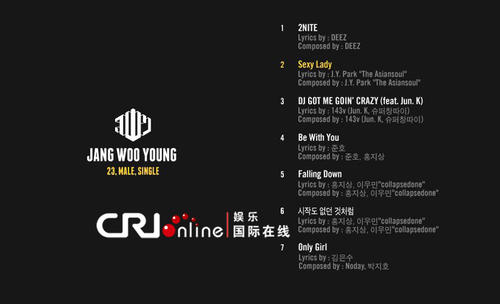 JANG WOO YOUNG
23, MALE, SINGLE
1 2NITE
Lyrics by : DEEZ
Composed by : DEEZ
2 Sexy Lady
Lyrics by : J.Y. Park "The Asiansoul"
Composed by : J.Y. Park "The Asiansoul"
3 DJ GOT ME GOIN' CRAZY (feat. Jun. K)
Lyrics by : 143v (Jun. K, 슈퍼창따이)
Composed by : 143v (Jun. K, 슈퍼창따이)
4 Be With You
Lyrics by : 준호
Composed by : 준호, 홍지상
5 Falling Down
Lyrics by : 홍지상, 이우민"collapsedone"
Composed by : 홍지상, 이우민"collapsedone"
6 시작도 없던 것처럼
Lyrics by : 홍지상, 이우민"collapsedone"
Composed by : 홍지상, 이우민"collapsedone"
7 Only Girl
Lyrics by : 김은수
Composed by : Noday, 박지호
CRI online 娱乐
国际在线